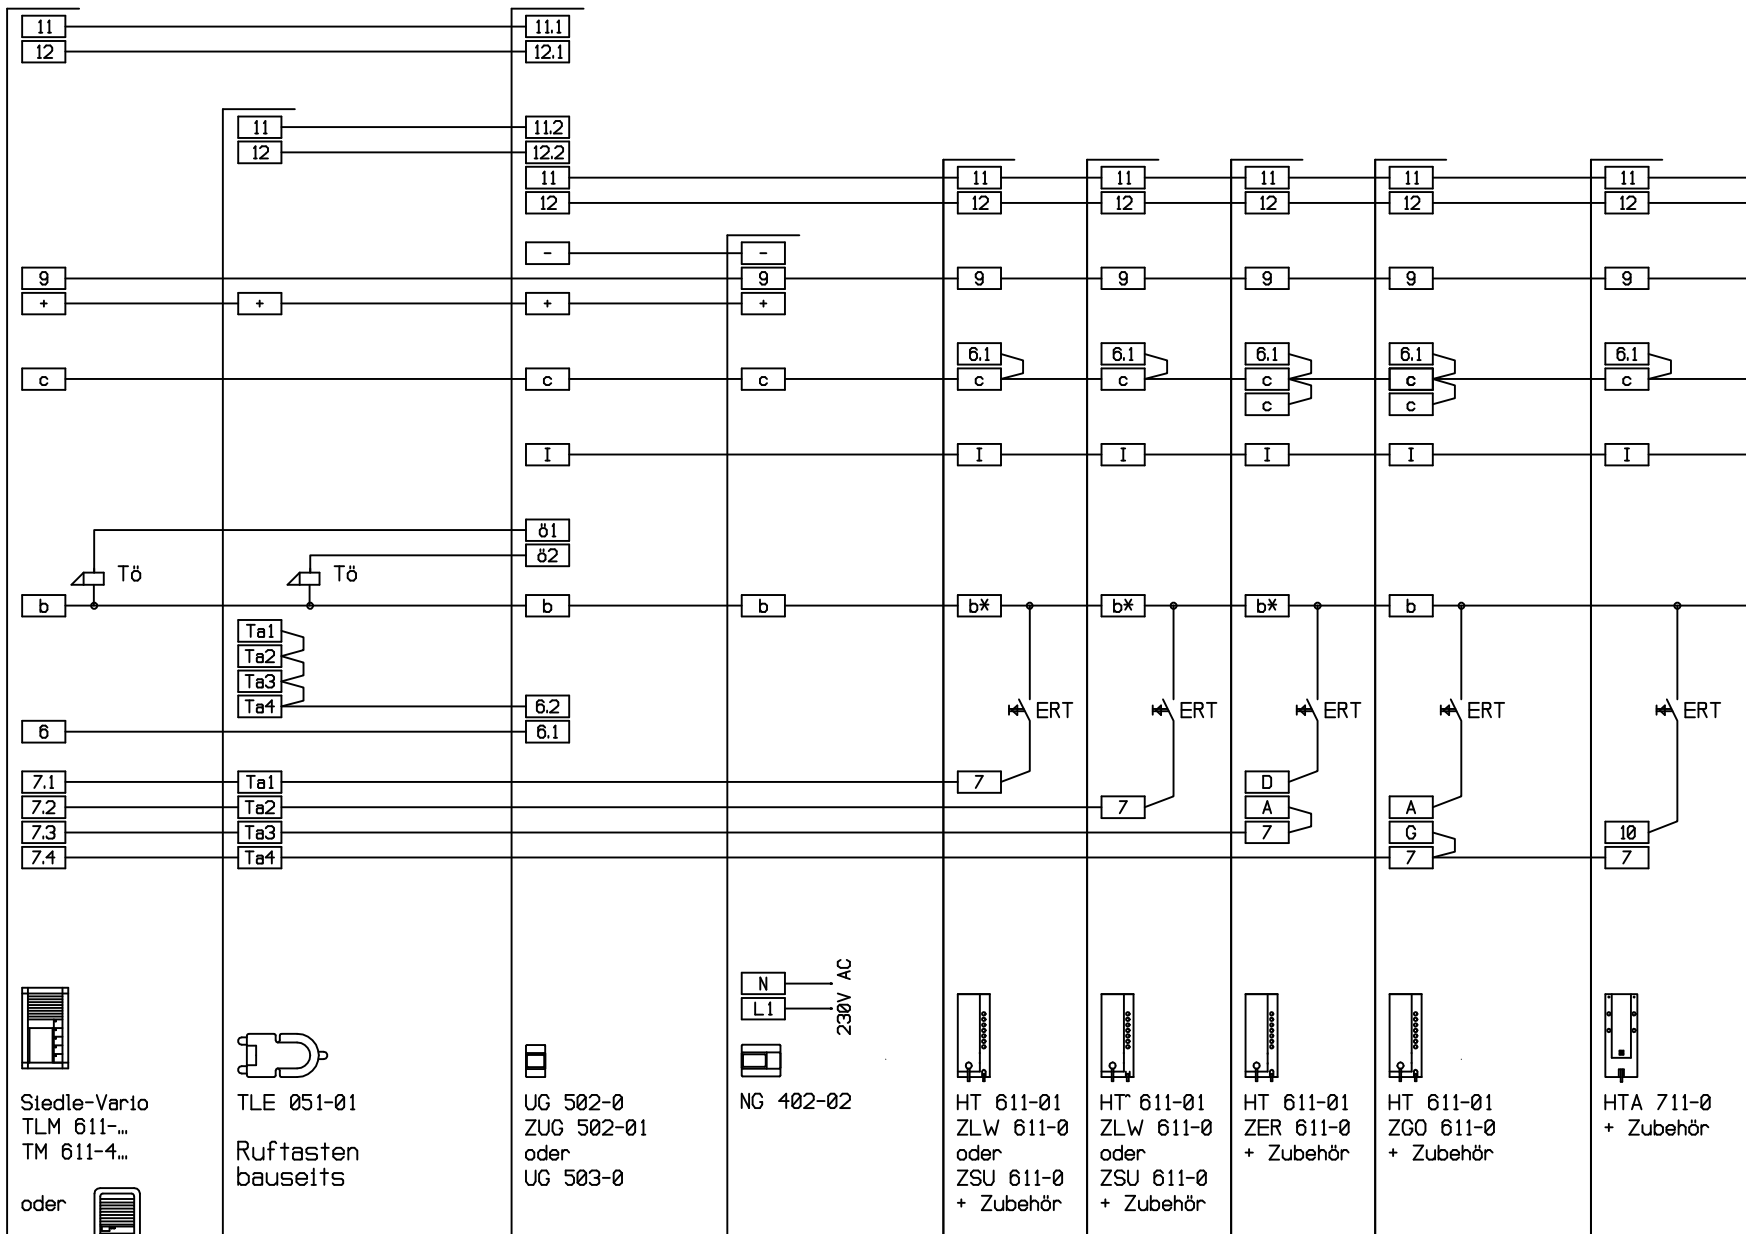 11 11.1
12 12.1
11 11.2
12 12.2
11 11 11 11 11 11
12 12 12 12 12 12
- -
9 9 9 9 9 9 9
+ + + +
6.1 6.1 6.1 6.1 6.1
c c c c c c c c
c c
I I I I I I
ö1
ö2
Tö Tö
b b b b* b* b* b
Ta1
Ta2
Ta3
Ta4 6.2
ERT ERT ERT ERT ERT
6 6.1
7.1 Ta1 7 D
7.2 Ta2 7 A A
7.3 Ta3 7 G 10
7.4 Ta4 7 7
N
L1
230V AC
Siedle-Vario
TLM 611-...
TM 611-4...
oder
TLE 051-01
Ruftasten
bauseits
UG 502-0
ZUG 502-01
oder
UG 503-0
NG 402-02
HT 611-01
ZLW 611-0
oder
ZSU 611-0
+ Zubehör
HT 611-01
ZLW 611-0
oder
ZSU 611-0
+ Zubehör
HT 611-01
ZER 611-0
+ Zubehör
HT 611-01
ZGO 611-0
+ Zubehör
HTA 711-0
+ Zubehör